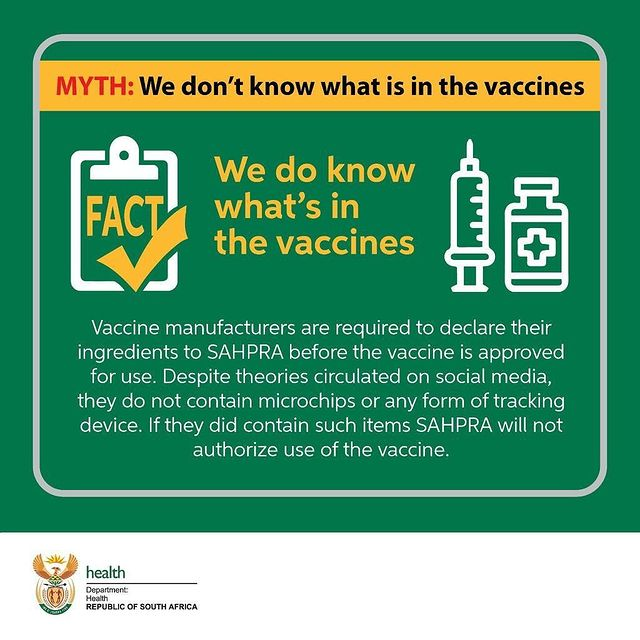 MYTH: We don't know what is in the vaccines
FACT
We do know
what's in
the vaccines
Vaccine manufacturers are required to declare their
ingredients to SAHPRA before the vaccine is approved
for use. Despite theories circulated on social media,
they do not contain microchips or any form of tracking
device. If they did contain such items SAHPRA will not
authorize use of the vaccine.
health
Department:
Health
REPUBLIC OF SOUTH AFRICA